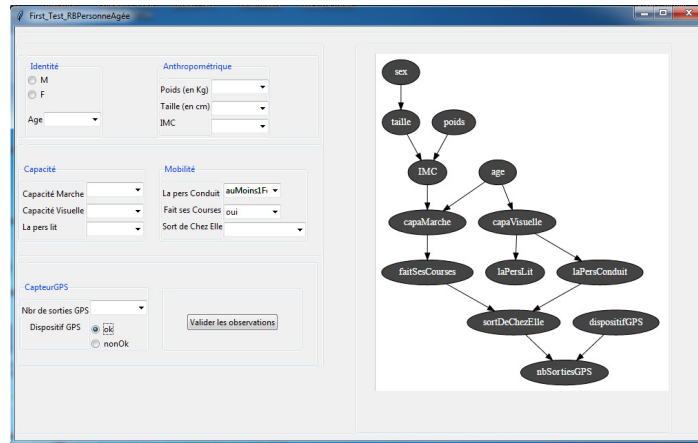 First_Test_RBPersonneAgée
Identité
M
F
Age
Anthropométrique
Poids (en Kg)
Taille (en cm)
IMC
Capacité
Capacité Marche
Capacité Visuelle
La pers lit
Mobilité
La pers Conduit auMoins1F
Fait ses Courses oui
Sort de Chez Elle
CapteurGPS
Nbr de sorties GPS
Dispositif GPS ok
nonOk
Valider les observations
sex
taille poids
IMC age
capaMarche capaVisuelle
faitSesCourses laPersLit laPersConduit
sortDeChezElle dispositifGPS
nbSortiesGPS